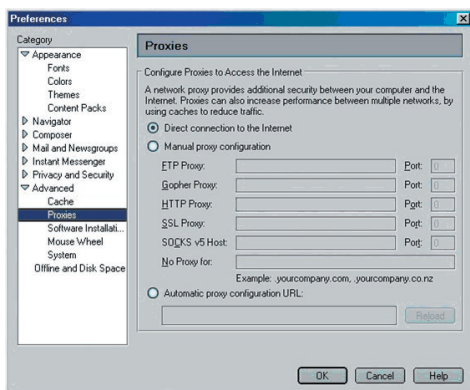 Preferences
Category
Appearance
Fonts
Colors
Themes
Content Packs
Navigator
Composer
Mail and Newsgroups
Instant Messenger
Privacy and Security
Advanced
Cache
Proxies
Software Installati...
Mouse Wheel
System
Offline and Disk Space
Proxies
Configure Proxies to Access the Internet
A network proxy provides additional security between your computer and the
Internet. Proxies can also increase performance between multiple networks, by
using caches to reduce traffic.
Direct connection to the Internet
Manual proxy configuration
FTP Proxy: Port: 0
Gopher Proxy: Port: 0
HTTP Proxy: Port: 0
SSL Proxy: Port: 0
SOCKS v5 Host: Port: 0
No Proxy for:
Example: .yourcompany.com, .yourcompany.co.nz
Automatic proxy configuration URL:
Reload
OK Cancel Help